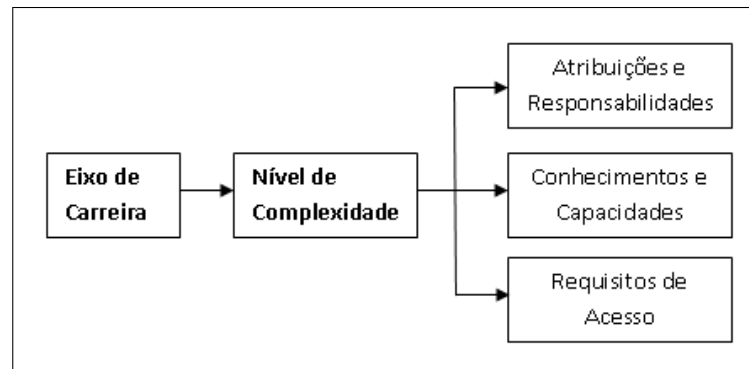 Atribuições e
Responsabilidades
Eixo de
Carreira
Nível de
Complexidade
Conhecimentos e
Capacidades
Requisitos de
Acesso